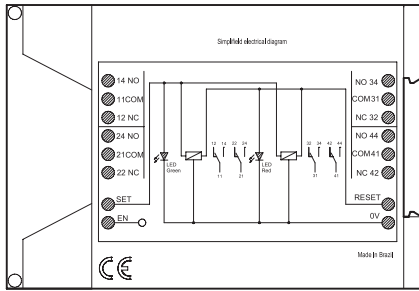 Simplifield electrical diagram
14 NO
11COM
12 NC
24 NO
21COM
22 NC
SET
EN
NO 34
COM31
NC 32
NO 44
COM41
NC 42
RESET
0V
12 14 22 24
11 21
LED
Green
32 34 42 44
31 41
LED
Red
Made in Brazil
CE